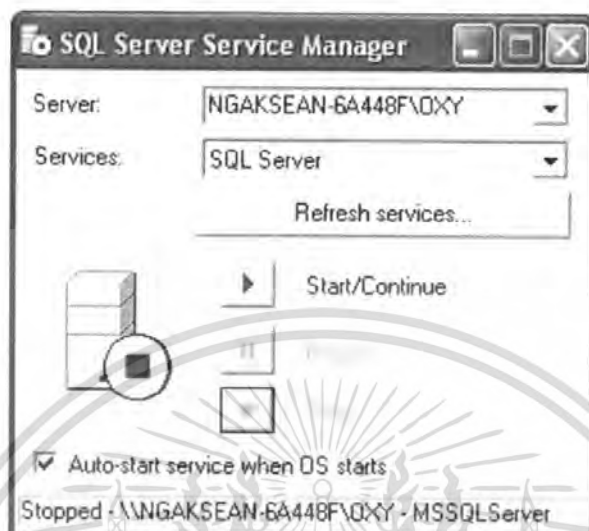 SQL Server Service Manager
Server: NGAKSEAN-6A448F\OXY
Services: SQL Server
Refresh services...
Start/Continue
Auto-start service when OS starts
Stopped - \\NGAKSEAN-6A448F\OXY - MSSQLServer